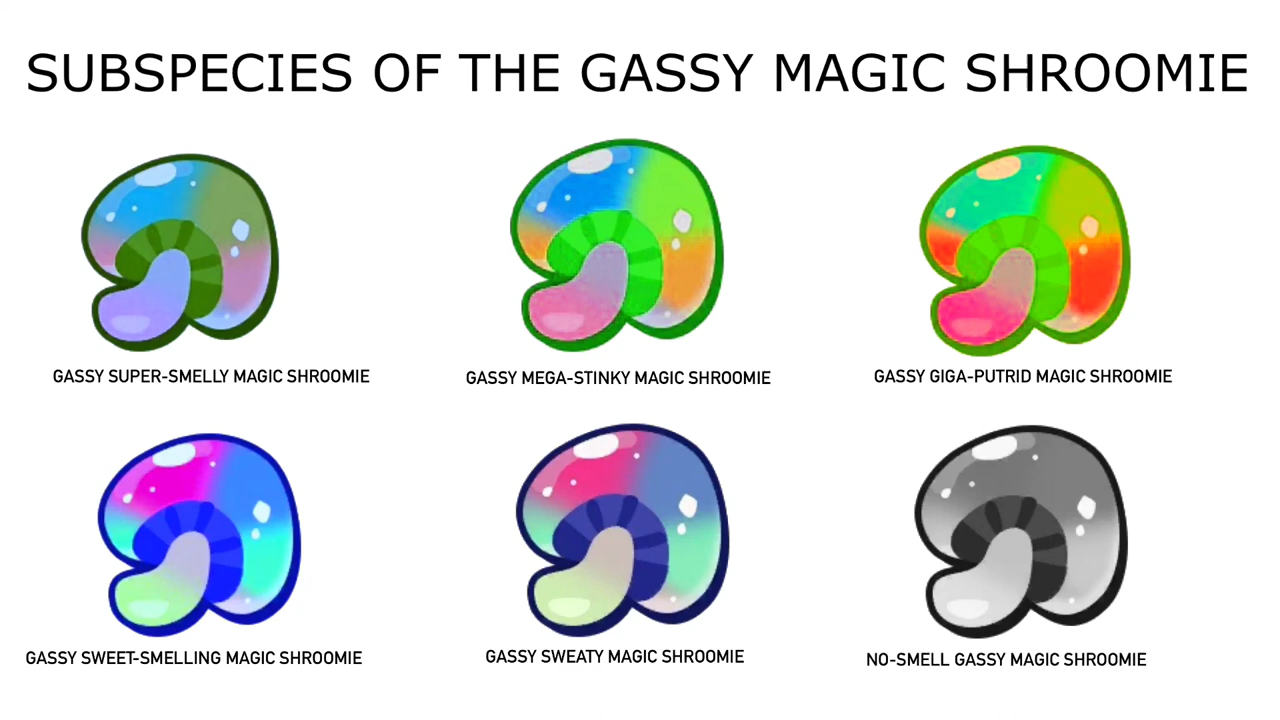 SUBSPECIES OF THE GASSY MAGIC SHROOMIE
GASSY SUPER-SMELLY MAGIC SHROOMIE
GASSY MEGA-STINKY MAGIC SHROOMIE
GASSY GIGA-PUTRID MAGIC SHROOMIE
GASSY SWEET-SMELLING MAGIC SHROOMIE
GASSY SWEATY MAGIC SHROOMIE
NO-SMELL GASSY MAGIC SHROOMIE